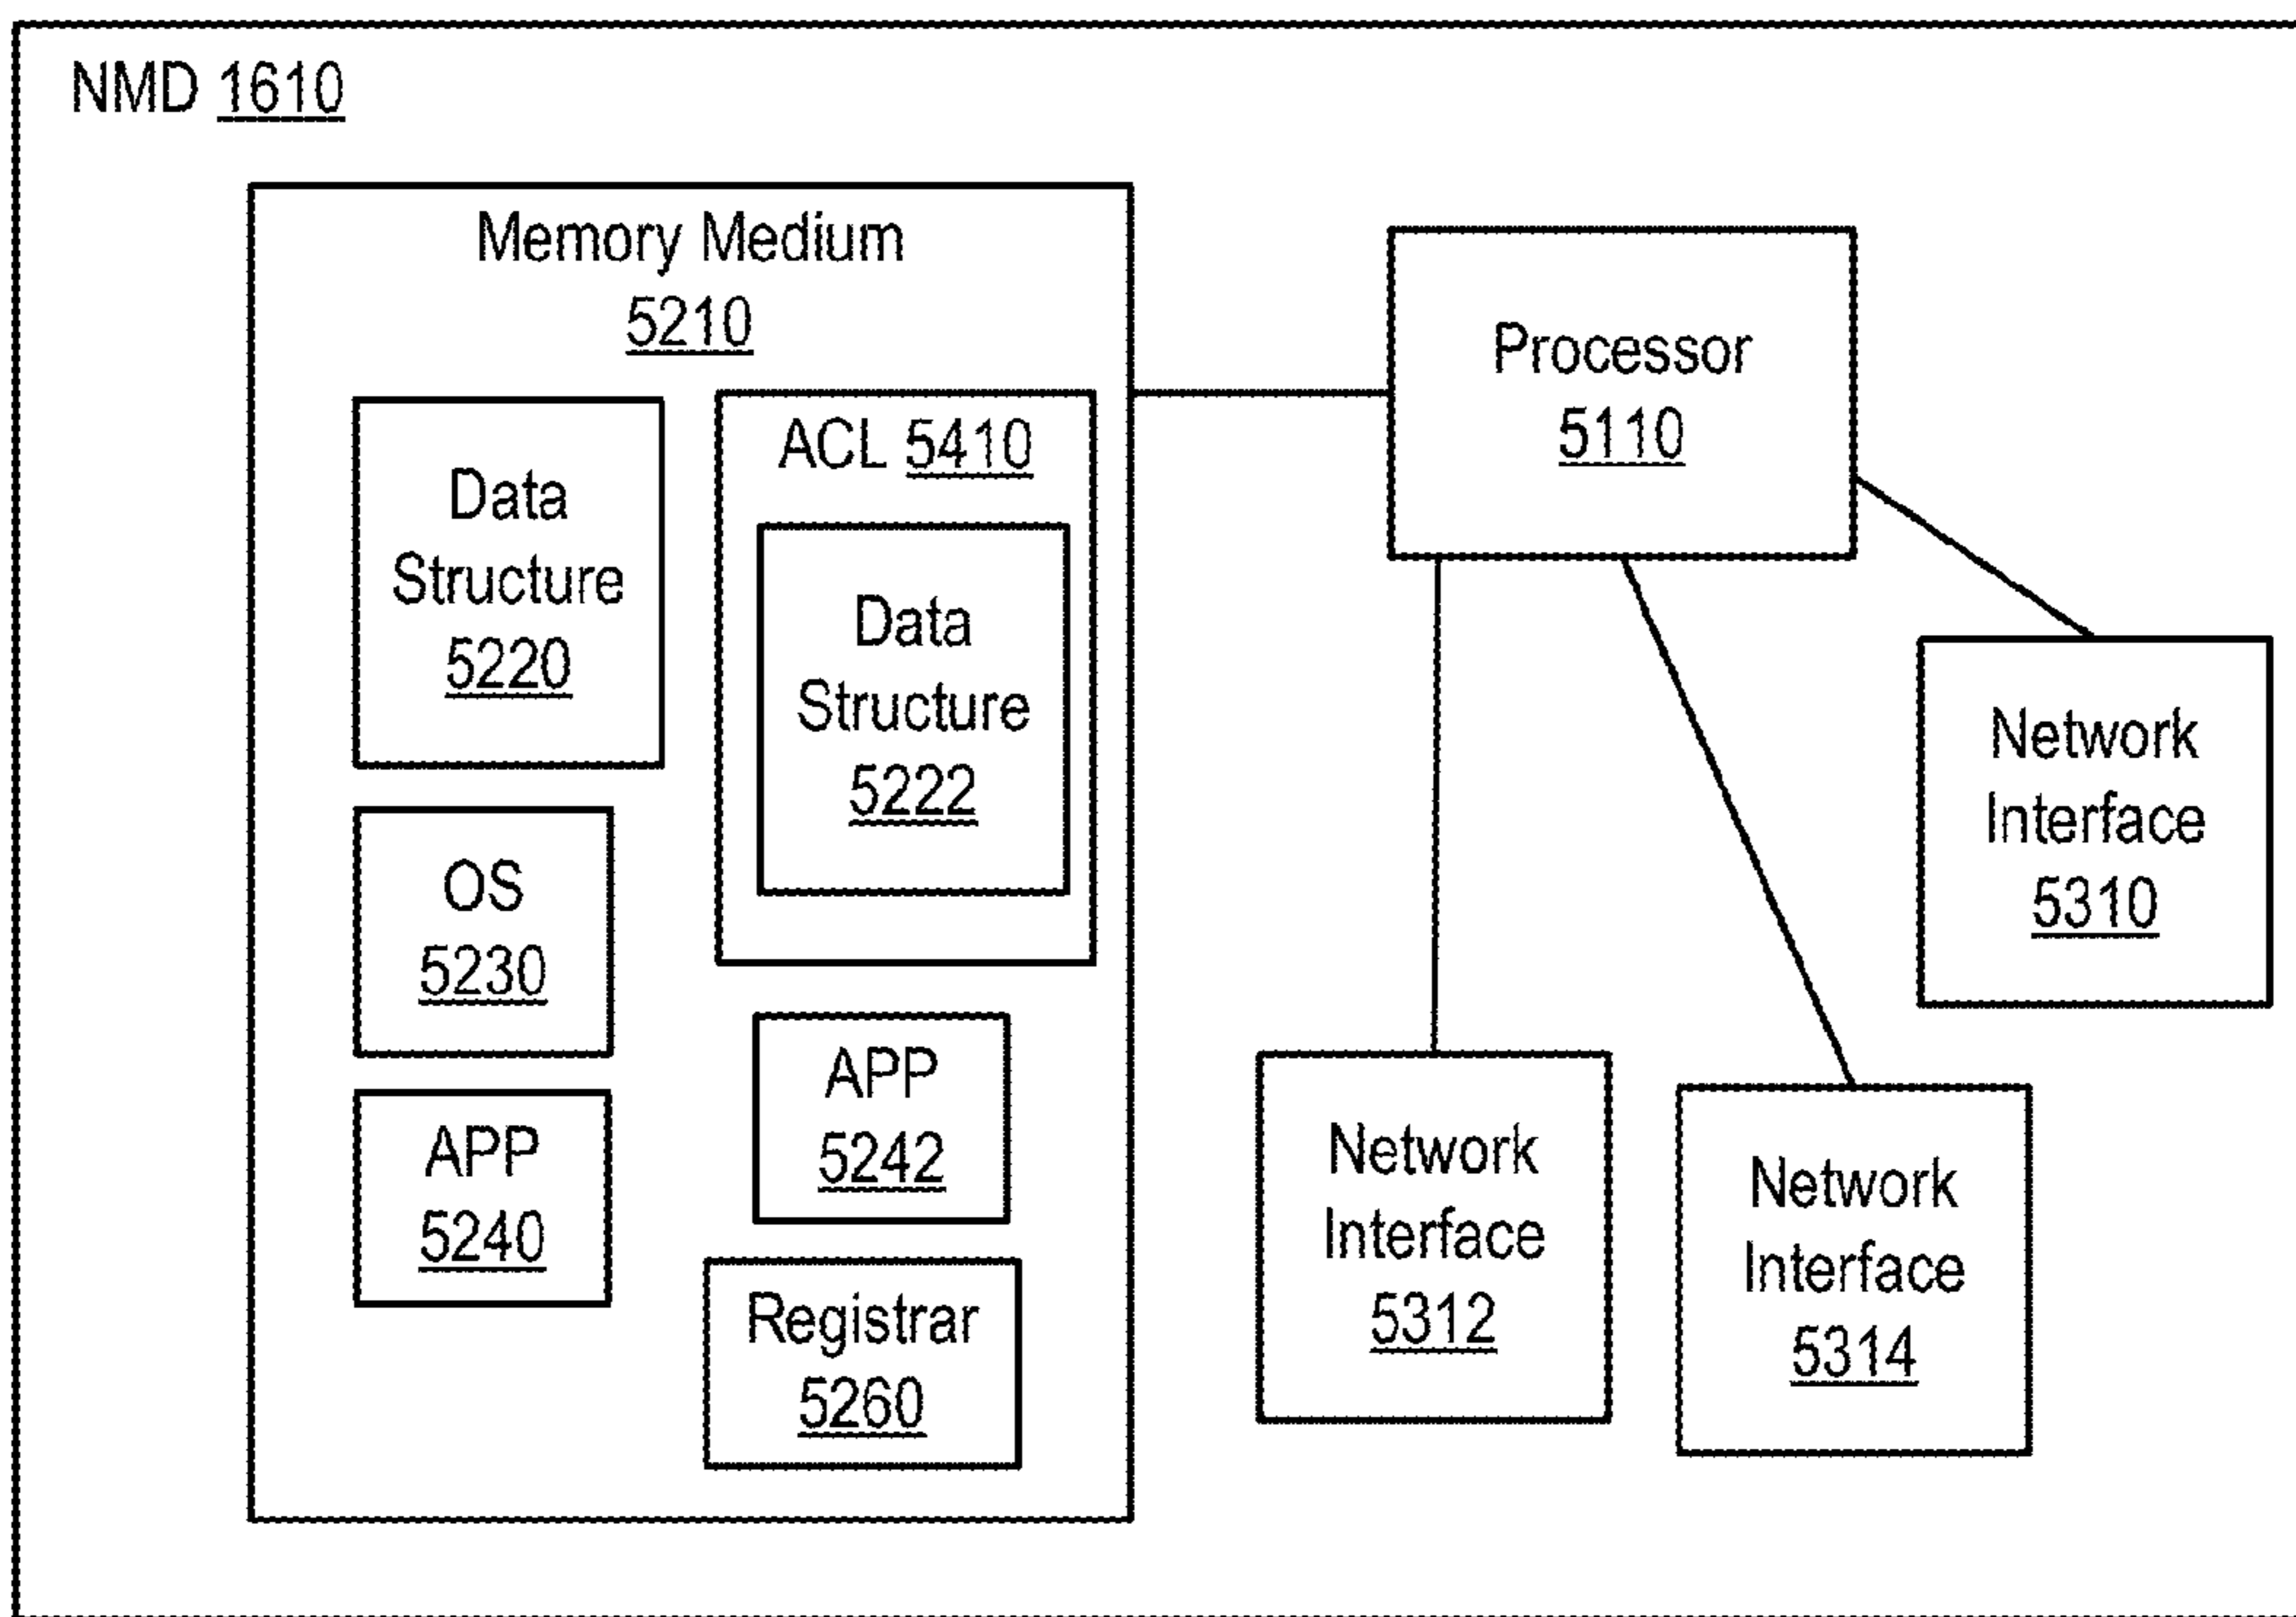 NMD 1610
Memory Medium
5210
Data
Structure
5220
ACL 5410
Data
Structure
5222
OS
5230
APP
5240
APP
5242
Registrar
5260
Processor
5110
Network
Interface
5310
Network
Interface
5312
Network
Interface
5314